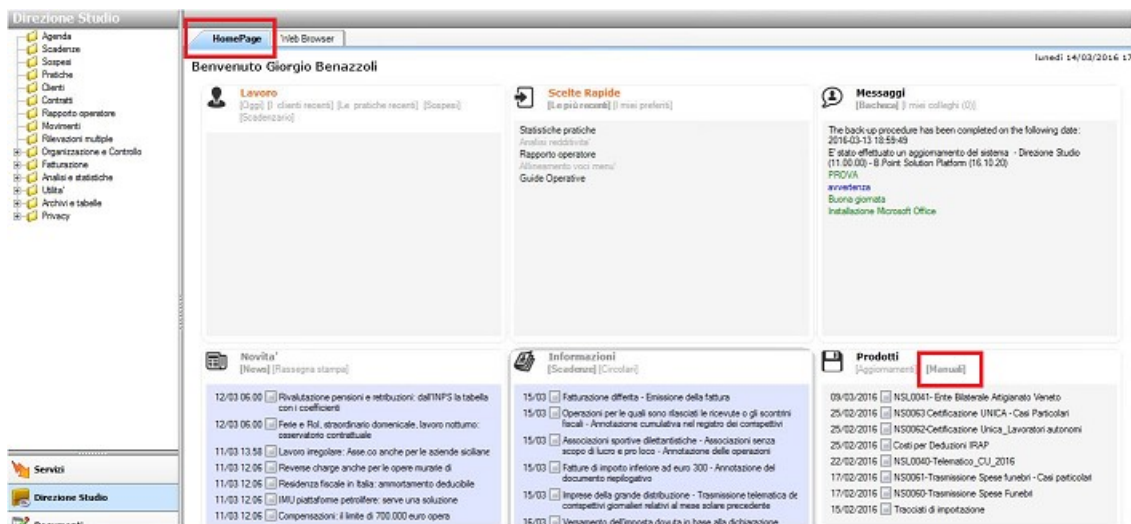 Direzione Studio
Agenda
Scadenze
Sospesi
Pratiche
Clienti
Contratti
Rapporto operatore
Movimenti
Rilevazioni multiple
Organizzazione e Controllo
Fatturazione
Analisi e statistiche
Utilita'
Archivi e tabelle
Privacy
Servizi
Direzione Studio
Documenti
HomePage
Web Browser
lunedì 14/03/2016 17
Benvenuto Giorgio Benazzoli
Lavoro
[Oggi] [I clienti recenti] [Le pratiche recenti] [Sospesi]
[Scadenzario]
Scelte Rapide
[Le più recenti] [I miei preferiti]
Statistiche pratiche
Analisi redditivita'
Rapporto operatore
Allineamento voci menu'
Guide Operative
Messaggi
[Bacheca] [I miei colleghi (0)]
The back-up procedure has been completed on the following date:
2016-03-13 18:59:49
E' stato effettuato un aggiornamento del sistema - Direzione Studio
(11.00.00) - B.Point Solution Platform (16.10.20)
PROVA
avvertenza
Buona giornata
Installazione Microsoft Office
Novita'
[News] [Rassegna stampa]
12/03 06.00 Rivalutazione pensioni e retribuzioni: dall'INPS la tabella
con i coefficienti
12/03 06.00 Ferie e Rol, straordinario domenicale, lavoro notturno:
osservatorio contrattuale
11/03 13.58 Lavoro irregolare: Asse.co anche per le aziende siciliane
11/03 12.06 Reverse charge anche per le opere murarie di
11/03 12.06 Residenza fiscale in Italia: ammortamento deducibile
11/03 12.06 IMU piattaforme petrolifere: serve una soluzione
11/03 12.06 Compensazioni: il limite di 700.000 euro opera
Informazioni
[Scadenze] [Circolari]
15/03 Fatturazione differita - Emissione della fattura
15/03 Operazioni per le quali sono rilasciati le ricevute o gli scontrini
fiscali - Annotazione cumulativa nel registro dei corrispettivi
15/03 Associazioni sportive dilettantistiche - Associazioni senza
scopo di lucro e pro loco - Annotazione delle operazioni
15/03 Fatture di importo inferiore ad euro 300 - Annotazione del
documento riepilogativo
15/03 Imprese della grande distribuzione - Trasmissione telematica dei
corrispettivi giornalieri relativi al mese solare precedente
16/03 Versamento dell'imposta dovuta in base alla dichiarazione
Prodotti
[Aggiornamenti] [Manuali]
09/03/2016 NSL0041- Ente Bilaterale Artigianato Veneto
25/02/2016 NS0063 Certificazione UNICA - Casi Particolari
25/02/2016 NS0062-Certificazione Unica_Lavoratori autonomi
25/02/2016 Costi per Deduzioni IRAP
22/02/2016 NSL0040-Telematico_CU_2016
17/02/2016 NS0061-Trasmissione Spese funebri - Casi particolari
17/02/2016 NS0060-Trasmissione Spese Funebri
15/02/2016 Tracciati di importazione